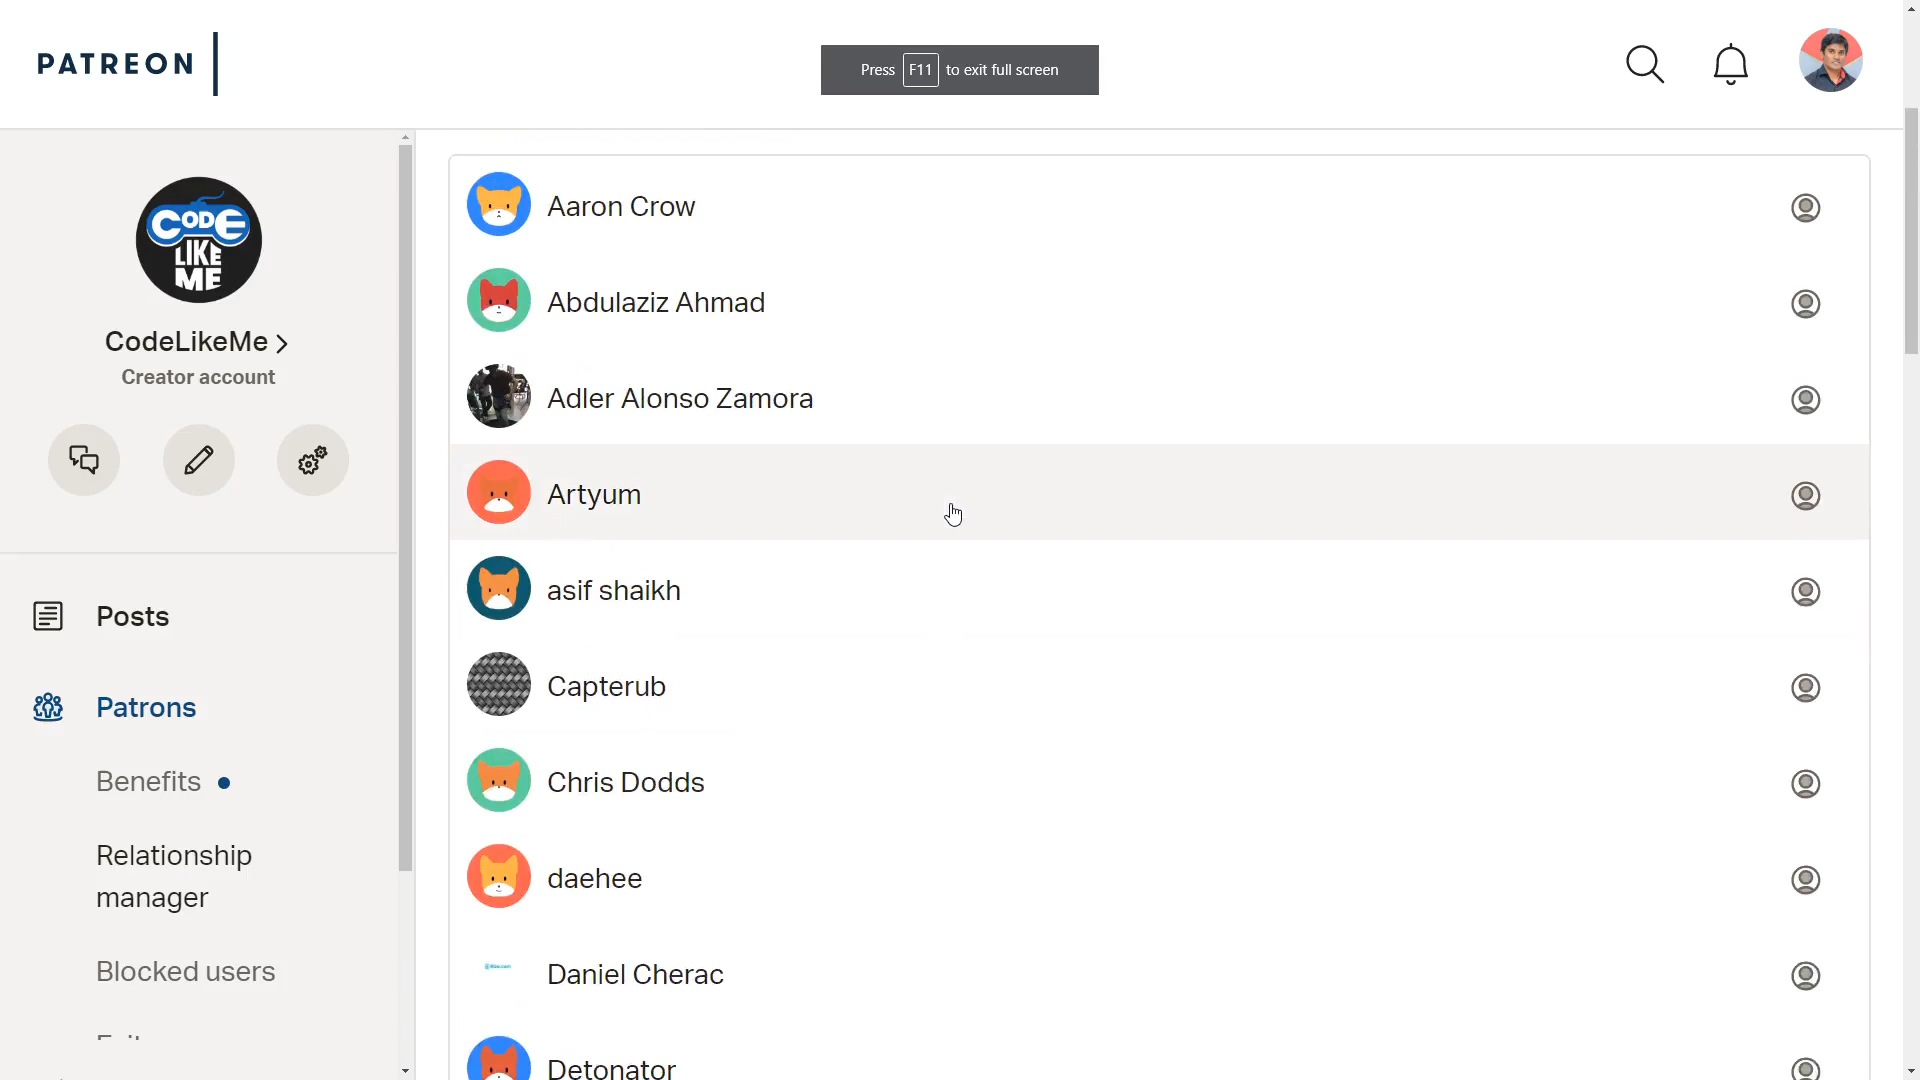 PATREON
Press F11 to exit full screen
CODE
LIKE
ME
CodeLikeMe
Creator account
Posts
Patrons
Benefits
Relationship
manager
Blocked users
Aaron Crow
Abdulaziz Ahmad
Adler Alonso Zamora
Artyum
asif shaikh
Capterub
Chris Dodds
daehee
Daniel Cherac
Detonator